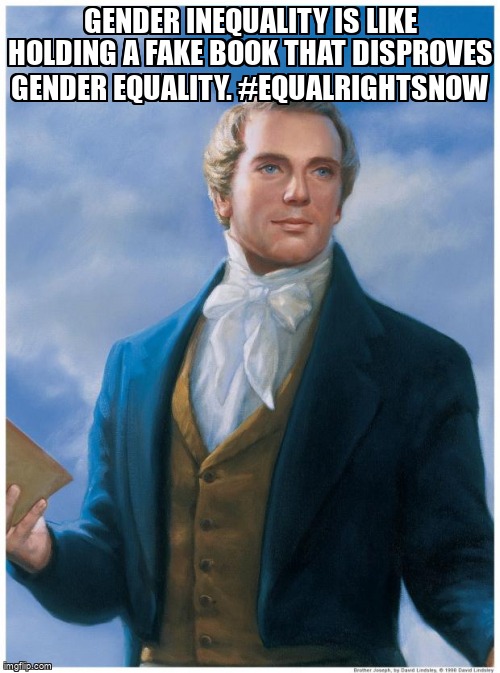 GENDER INEQUALITY IS LIKE
HOLDING A FAKE BOOK THAT DISPROVES
GENDER EQUALITY. #EQUALRIGHTSNOW
imgflip.com
Brother Joseph, by David Lindsley, © 1998 David Lindsley